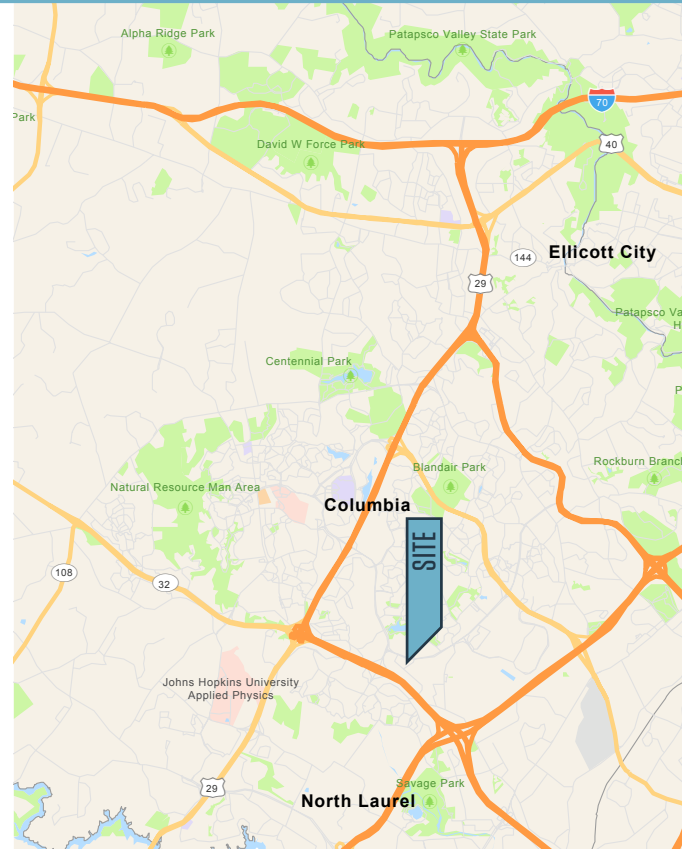 Alpha Ridge Park
Patapsco Valley State Park
70
Park
40
David W Force Park
144
Ellicott City
29
Patapsco Va
H
Centennial Park
P
Blandair Park
Rockburn Branch
Natural Resource Man Area
Columbia
SITE
108
32
Johns Hopkins University
Applied Physics
29
Savage Park
North Laurel